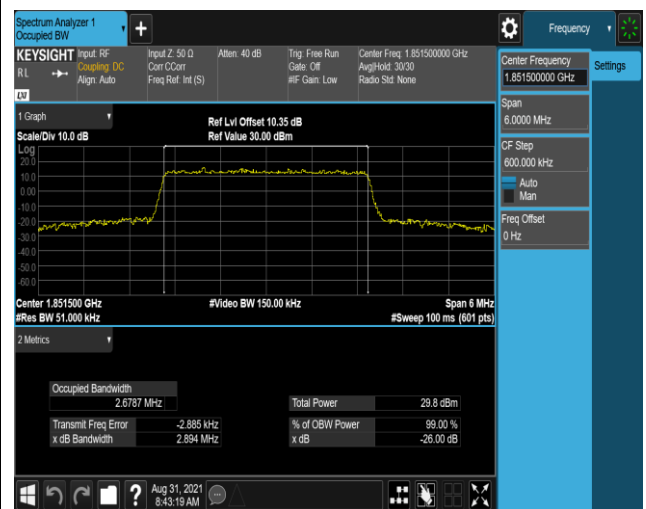 Spectrum Analyzer 1
Occupied BW
Frequency
KEYSIGHT
Input: RF
Coupling: DC
Align: Auto
Input Z: 50 Ω
Corr CCorr
Freq Ref: Int (S)
Atten: 40 dB
Trig: Free Run
Gate: Off
#IF Gain: Low
Center Freq: 1.851500000 GHz
Avg|Hold: 30/30
Radio Std: None
R L
LXI
Center Frequency
1.851500000 GHz
Settings
Span
6.0000 MHz
CF Step
600.000 kHz
Auto
Man
Freq Offset
0 Hz
1 Graph
Scale/Div 10.0 dB
Ref Lvl Offset 10.35 dB
Ref Value 30.00 dBm
Log
20.0
10.0
0.00
-10.0
-20.0
-30.0
-40.0
-50.0
-60.0
Center 1.851500 GHz
#Video BW 150.00 kHz
Span 6 MHz
#Res BW 51.000 kHz
#Sweep 100 ms (601 pts)
2 Metrics
Occupied Bandwidth
2.6787 MHz
Total Power 29.8 dBm
Transmit Freq Error -2.885 kHz
% of OBW Power 99.00 %
x dB Bandwidth 2.894 MHz
x dB -26.00 dB
?
Aug 31, 2021
8:43:19 AM